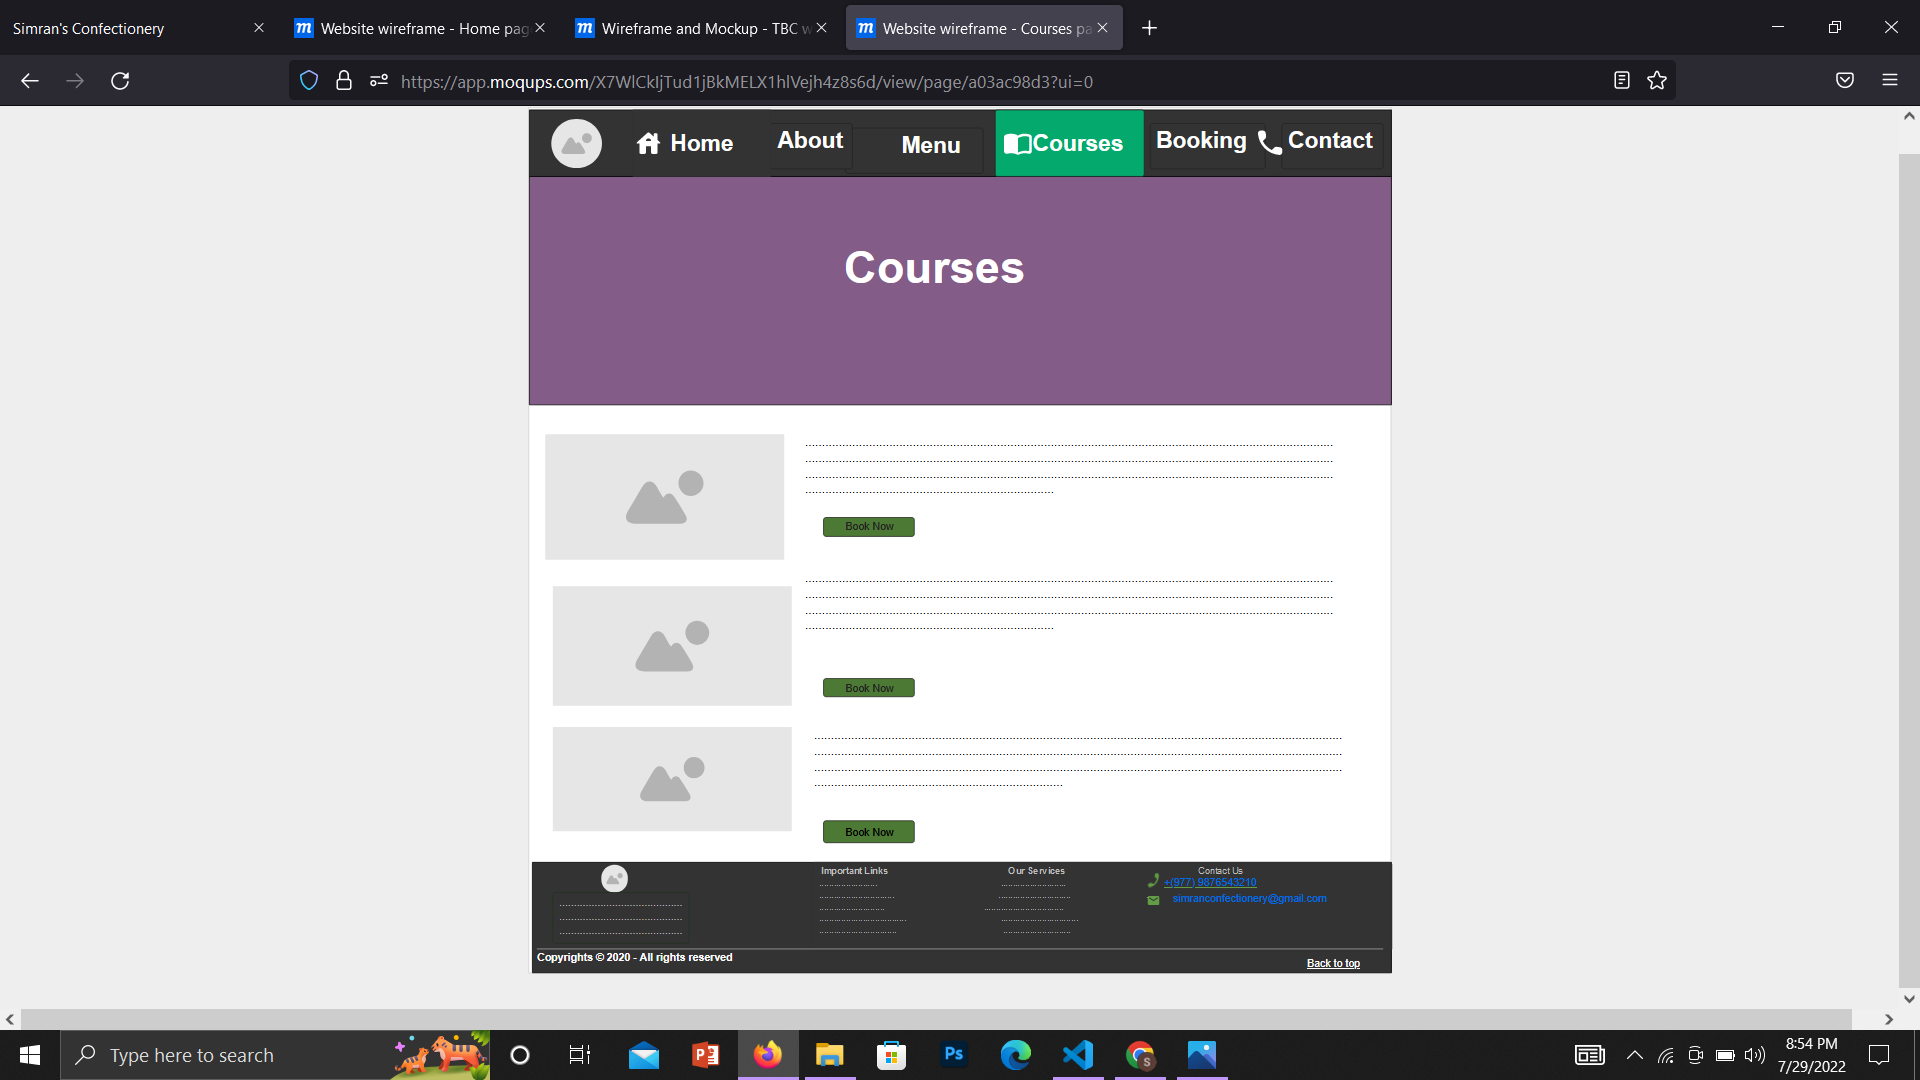 Simran's Confectionery
Website wireframe - Home pag
Wireframe and Mockup - TBC w
Website wireframe - Courses pa
https://app.moqups.com/X7WlCkIjTud1jBkMELX1hlVejh4z8s6d/view/page/a03ac98d3?ui=0
Home About Menu Courses Booking Contact
Courses
Book Now
Book Now
Book Now
Important Links
Our Services
Contact Us
+(977) 9876543210
simranconfectionery@gmail.com
Copyrights © 2020 - All rights reserved
Back to top
Type here to search
8:54 PM
7/29/2022